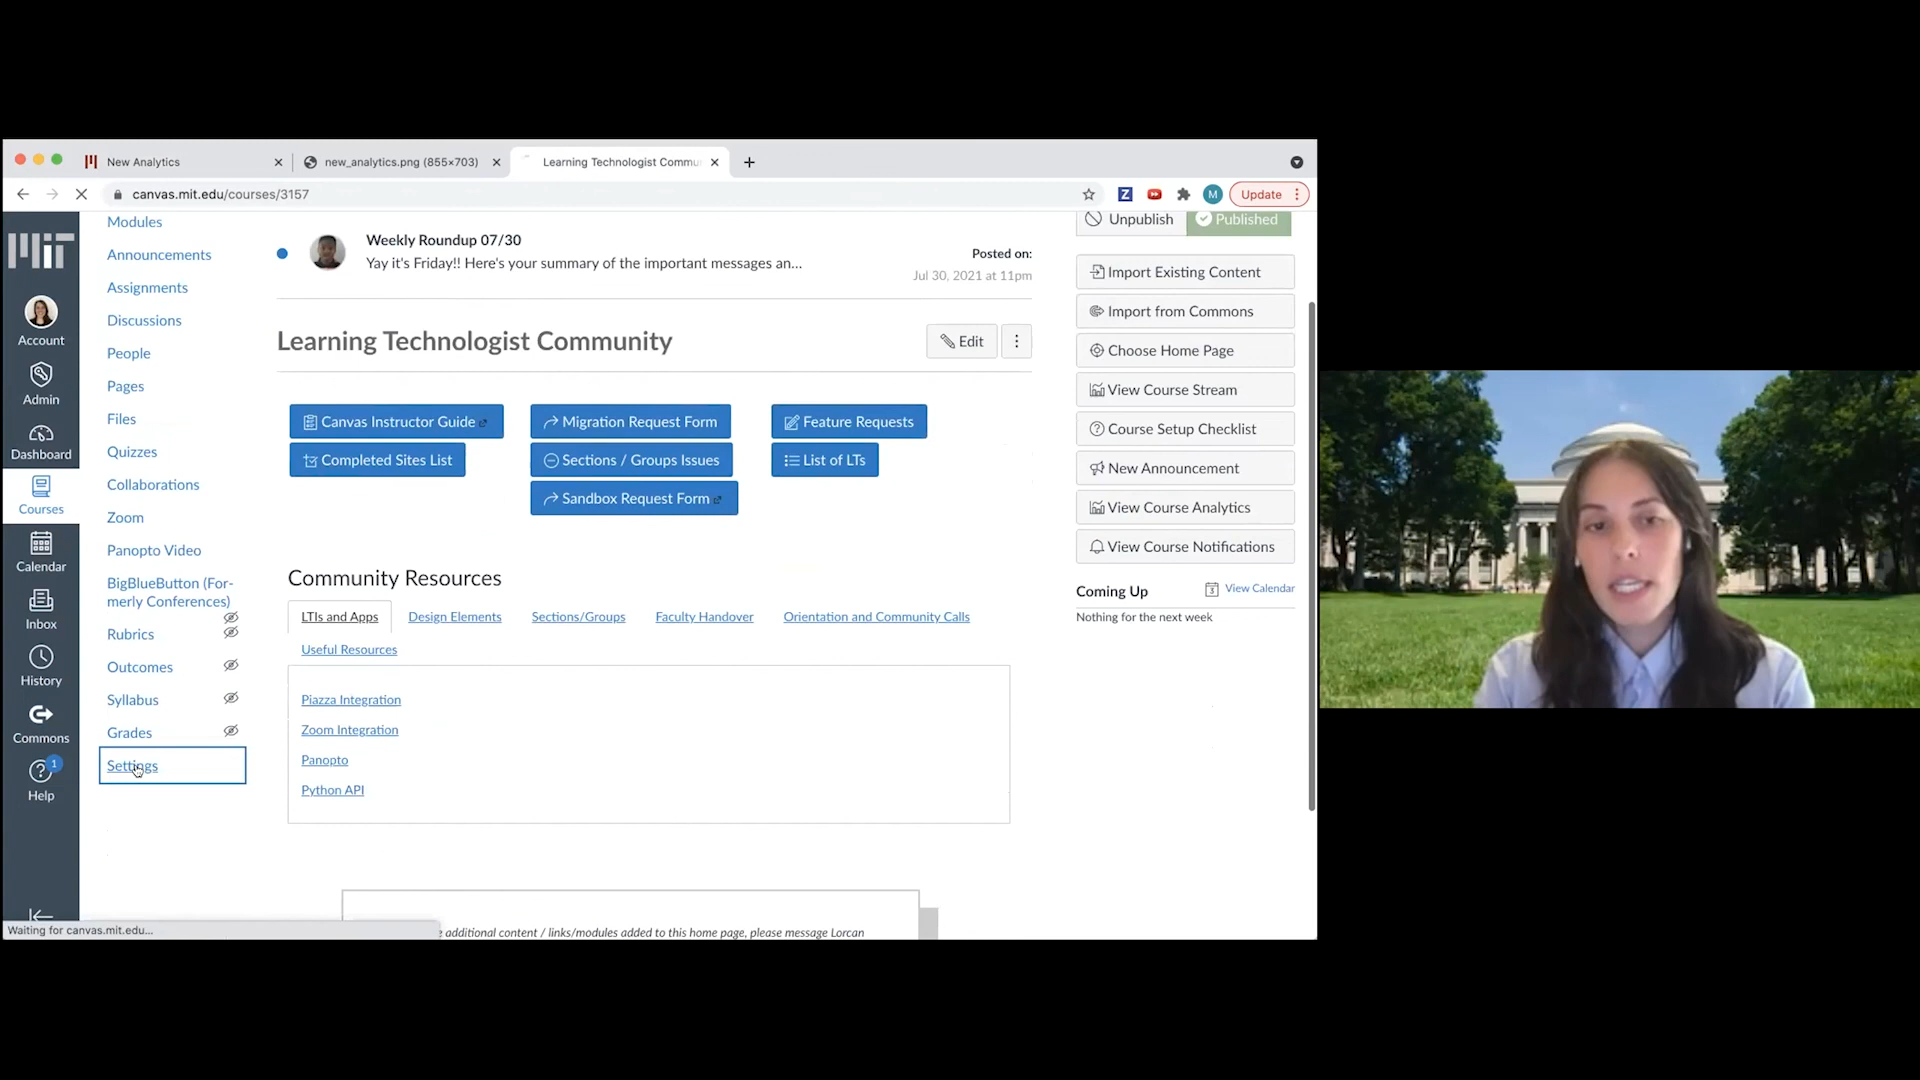 New Analytics
new_analytics.png (855×703)
Learning Technologist Commu
canvas.mit.edu/courses/3157
Z
M
Update
MIT
Account
Admin
Dashboard
Courses
Calendar
Inbox
History
Commons
1
Help
Modules
Announcements
Assignments
Discussions
People
Pages
Files
Quizzes
Collaborations
Zoom
Panopto Video
BigBlueButton (For-
merly Conferences)
Rubrics
Outcomes
Syllabus
Grades
Settings
Weekly Roundup 07/30
Yay it's Friday!! Here's your summary of the important messages an...
Posted on:
Jul 30, 2021 at 11pm
Learning Technologist Community
Edit
Canvas Instructor Guide
Migration Request Form
Feature Requests
Completed Sites List
Sections / Groups Issues
List of LTs
Sandbox Request Form
Community Resources
LTIs and Apps
Design Elements
Sections/Groups
Faculty Handover
Orientation and Community Calls
Useful Resources
Piazza Integration
Zoom Integration
Panopto
Python API
additional content / links/modules added to this home page, please message Lorcan
Unpublish
Published
Import Existing Content
Import from Commons
Choose Home Page
View Course Stream
Course Setup Checklist
New Announcement
View Course Analytics
View Course Notifications
Coming Up
View Calendar
Nothing for the next week
Waiting for canvas.mit.edu...